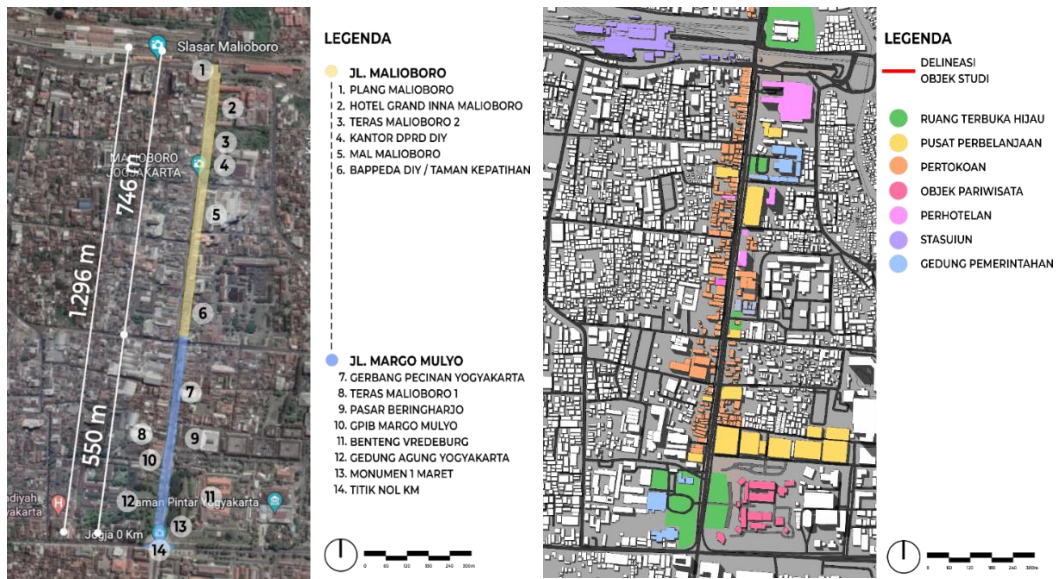 Slasar Malioboro
1
2
3
MALIOBORO
JOGJAKARTA
4
5
6
7
8
9
10
11
12
13
14
746 m
1.296 m
550 m
Taman Pintar Yogyakarta
Jogja 0 Km
H
LEGENDA
JL. MALIOBORO
1. PLANG MALIOBORO
2. HOTEL GRAND INNA MALIOBORO
3. TERAS MALIOBORO 2
4. KANTOR DPRD DIY
5. MAL MALIOBORO
6. BAPPEDA DIY / TAMAN KEPATIHAN
JL. MARGO MULYO
7. GERBANG PECINAN YOGYAKARTA
8. TERAS MALIOBORO 1
9. PASAR BERINGHARJO
10. GPIB MARGO MULYO
11. BENTENG VREDEBURG
12. GEDUNG AGUNG YOGYAKARTA
13. MONUMEN 1 MARET
14. TITIK NOL KM
0 60 120 180 240 300m
LEGENDA
DELINEASI
OBJEK STUDI
RUANG TERBUKA HIJAU
PUSAT PERBELANJAAN
PERTOKOAN
OBJEK PARIWISATA
PERHOTELAN
STASUIUN
GEDUNG PEMERINTAHAN
0 60 120 180 240 300m